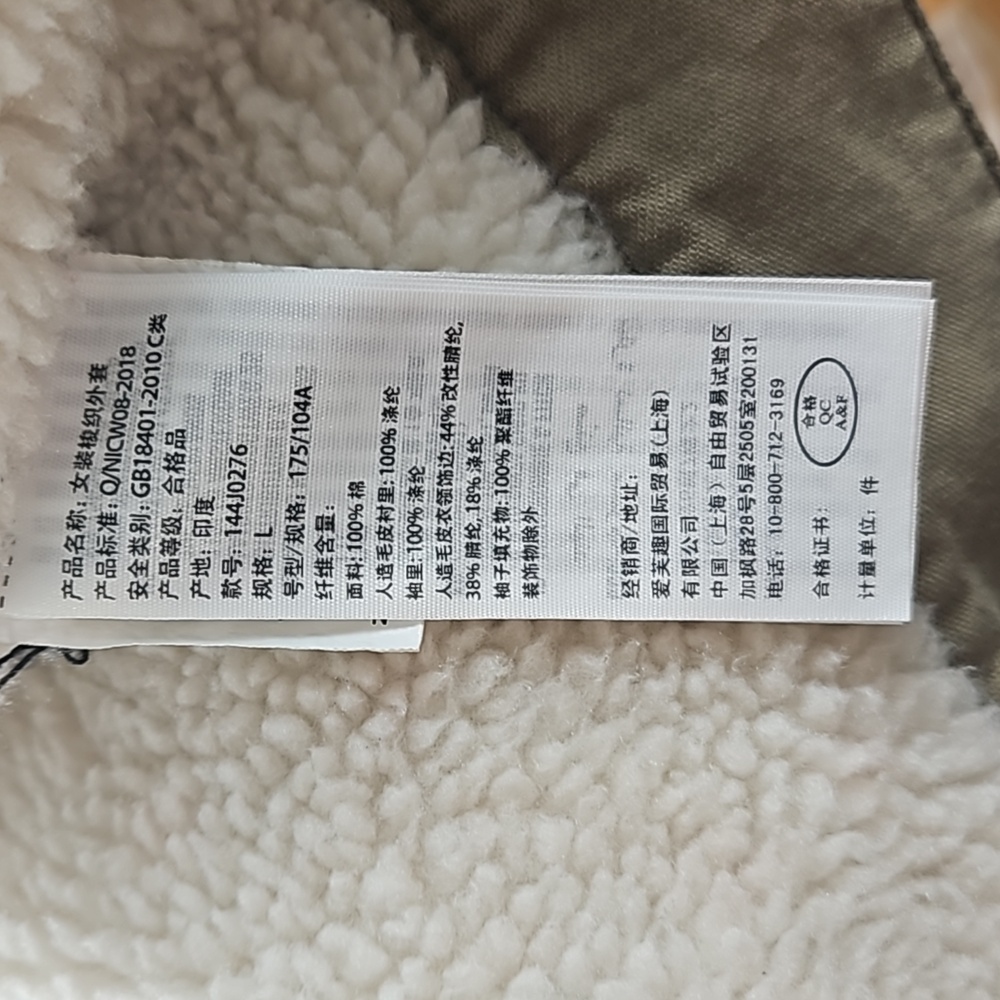 产品名称: 女装梭织外套
产品标准: Q/NICW08-2018
安全类别: GB18401-2010 C类
产品等级: 合格品
产地: 印度
款号: 144J0276
规格: L
号型/规格: 175/104A
纤维含量:
面料:100% 棉
人造毛皮衬里: 100% 涤纶
袖里:100% 涤纶
人造毛皮衣领饰边:44% 改性腈纶,
38% 腈纶,18% 涤纶
袖子填充物:100% 聚酯纤维
装饰物除外
经销商/地址:
爱芙趣国际贸易(上海)
有限公司
中国(上海)自由贸易试验区
加枫路28号5层2505室200131
电话: 10-800-712-3169
合格证书:
合格
QC
A&F
计量单位: 件